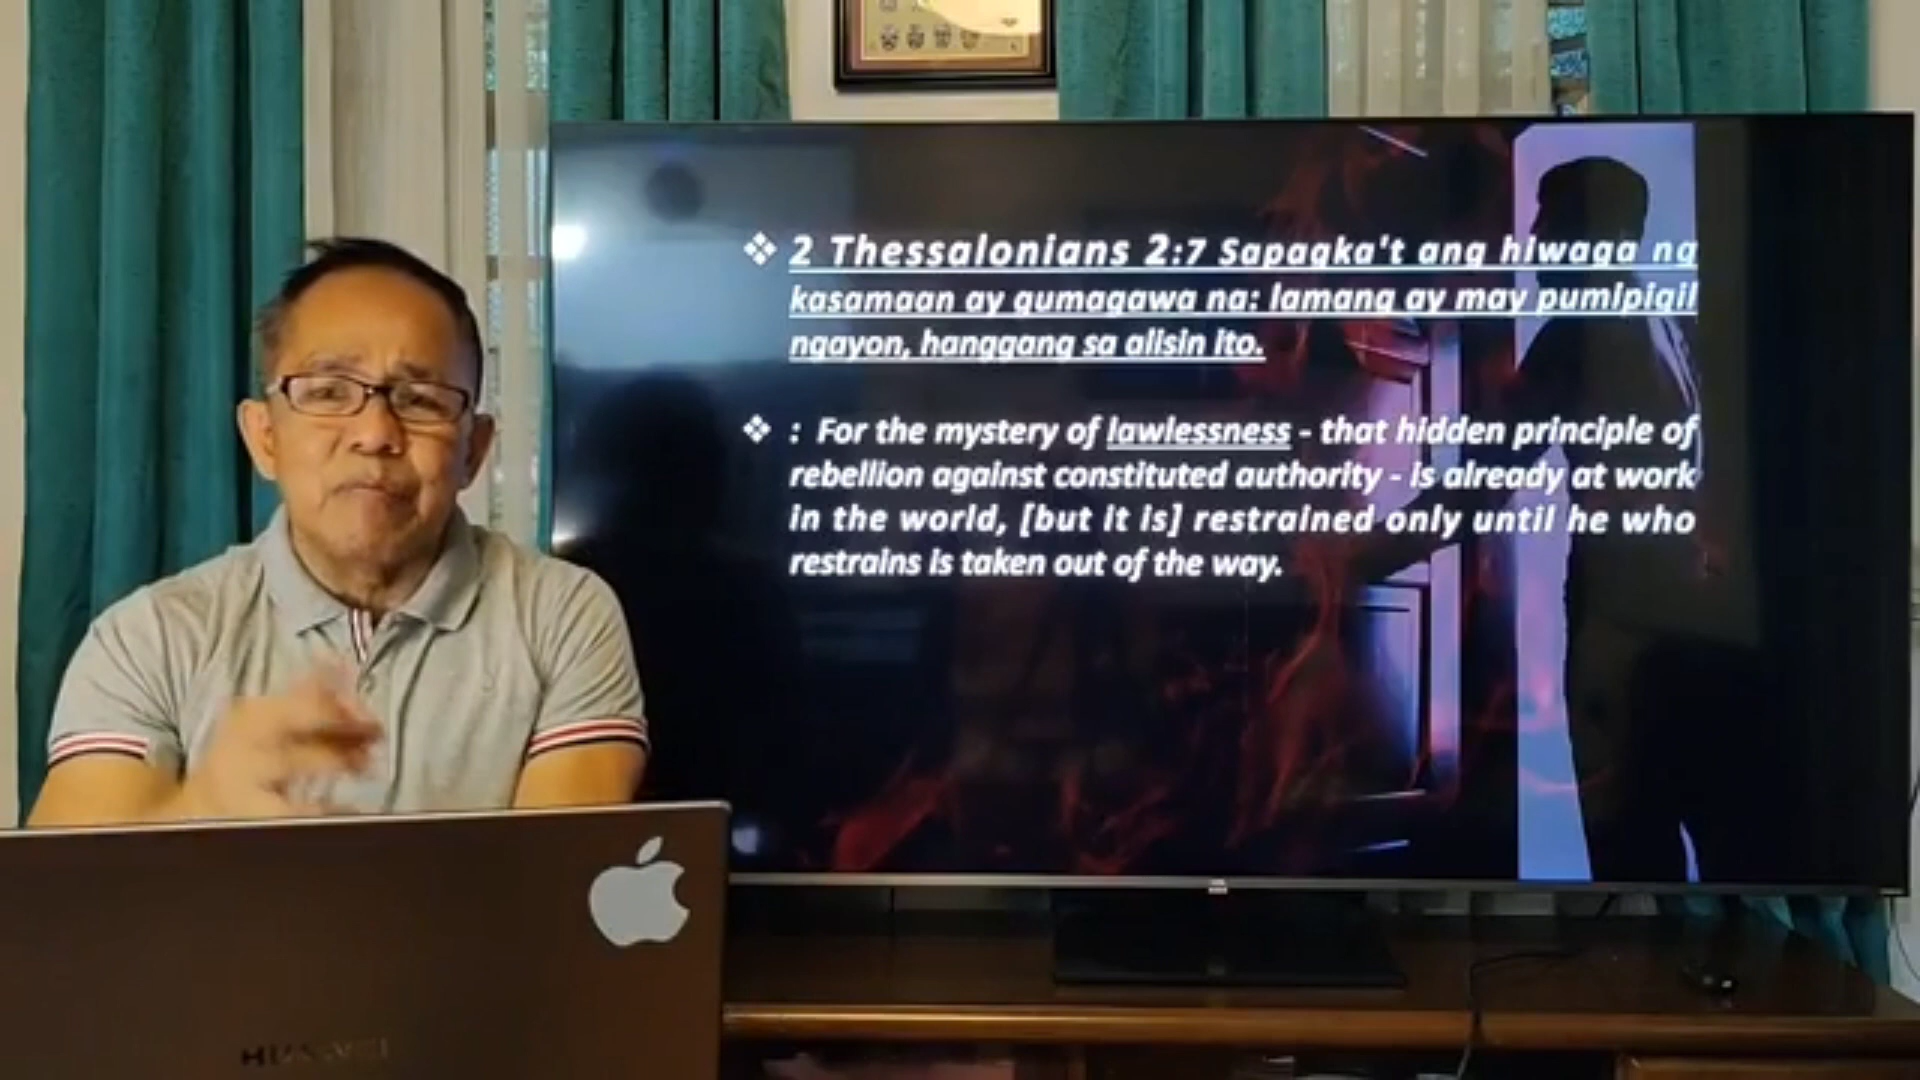 ❖ 2 Thessalonians 2:7 Sapagka't ang hiwaga ng
kasamaan ay gumagawa na: lamang ay may pumipigil
ngayon, hanggang sa alisin ito.
❖ : For the mystery of lawlessness - that hidden principle of
rebellion against constituted authority - is already at work
in the world, [but it is] restrained only until he who
restrains is taken out of the way.
HUAWEI